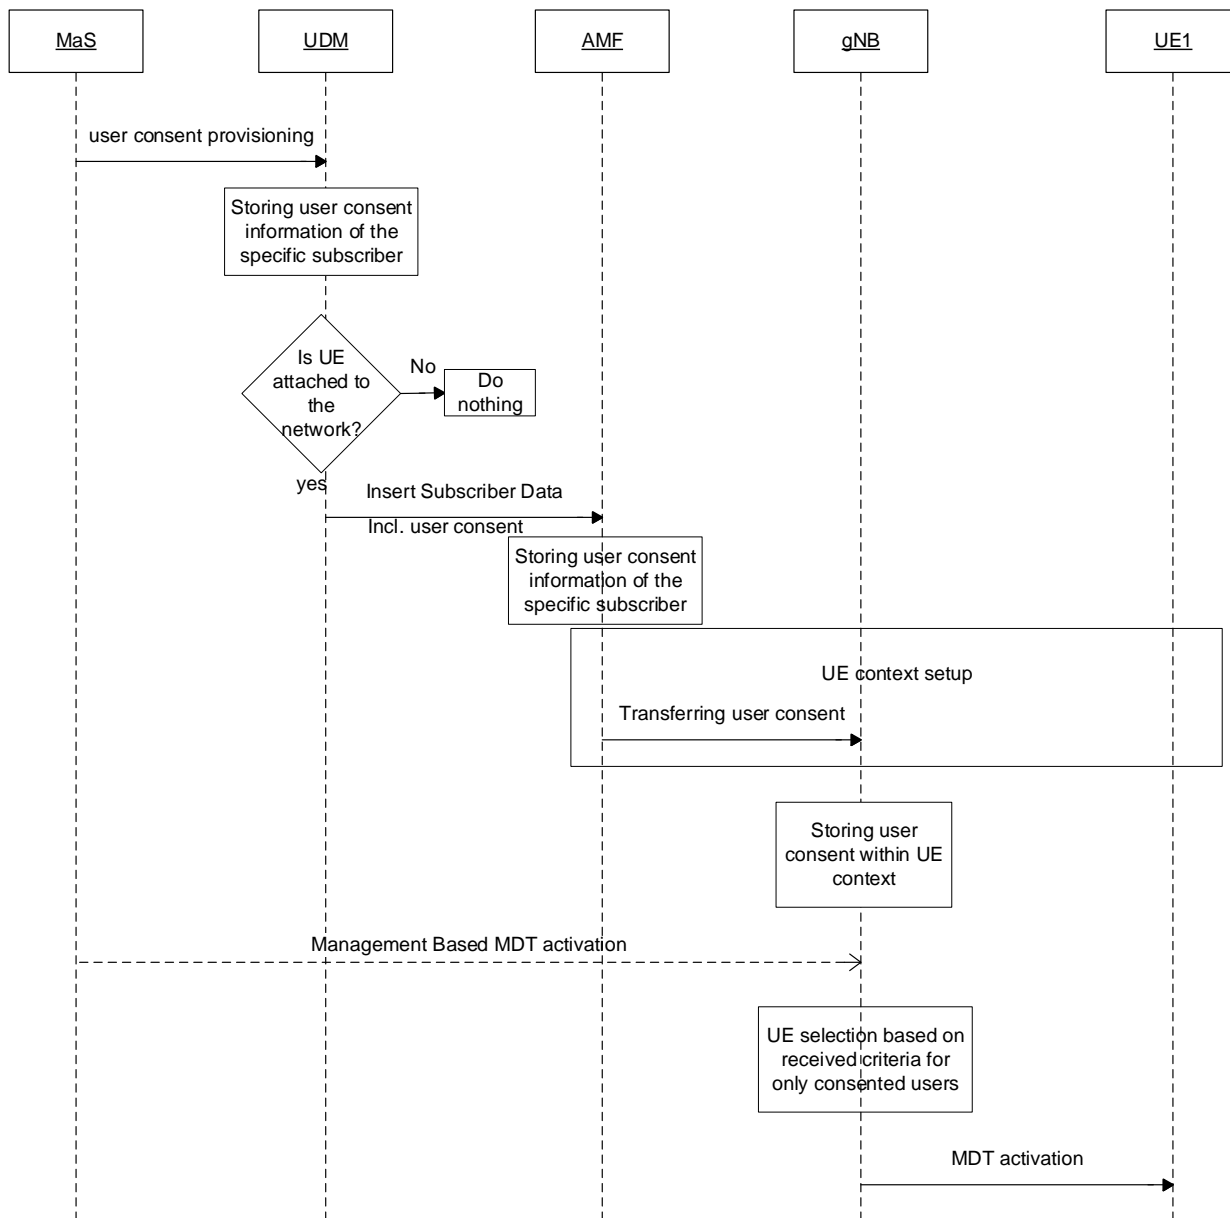 MaS
UDM
AMF
gNB
UE1
user consent provisioning
Storing user consent
information of the
specific subscriber
Is UE
attached to
the
network?
No
Do
nothing
yes
Insert Subscriber Data
Incl. user consent
Storing user consent
information of the
specific subscriber
UE context setup
Transferring user consent
Storing user
consent within UE
context
Management Based MDT activation
UE selection based on
received criteria for
only consented users
MDT activation